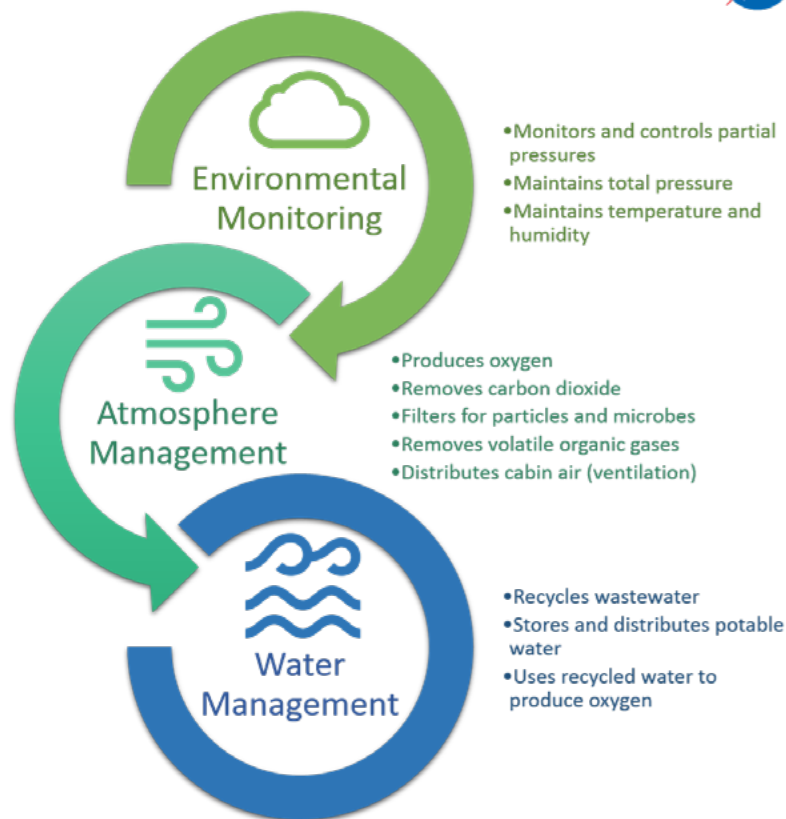 Environmental
Monitoring
•Monitors and controls partial
pressures
•Maintains total pressure
•Maintains temperature and
humidity
Atmosphere
Management
•Produces oxygen
•Removes carbon dioxide
•Filters for particles and microbes
•Removes volatile organic gases
•Distributes cabin air (ventilation)
Water
Management
•Recycles wastewater
•Stores and distributes potable
water
•Uses recycled water to
produce oxygen